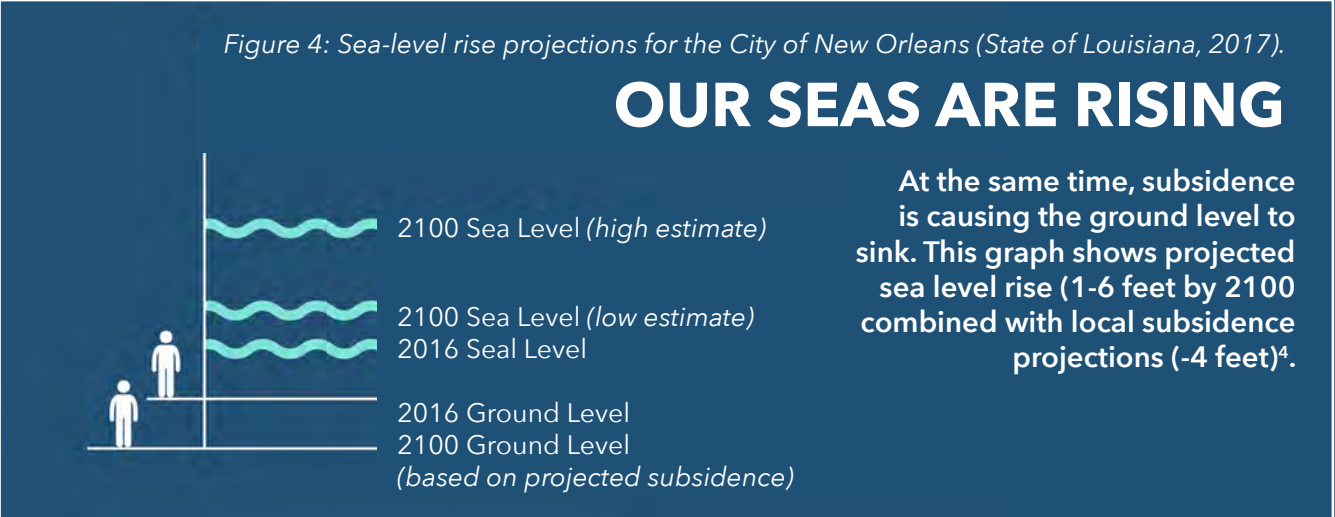 Figure 4: Sea-level rise projections for the City of New Orleans (State of Louisiana, 2017).
OUR SEAS ARE RISING
At the same time, subsidence
is causing the ground level to
sink. This graph shows projected
sea level rise (1-6 feet by 2100
combined with local subsidence
projections (-4 feet)⁴.
2100 Sea Level (high estimate)
2100 Sea Level (low estimate)
2016 Seal Level
2016 Ground Level
2100 Ground Level
(based on projected subsidence)